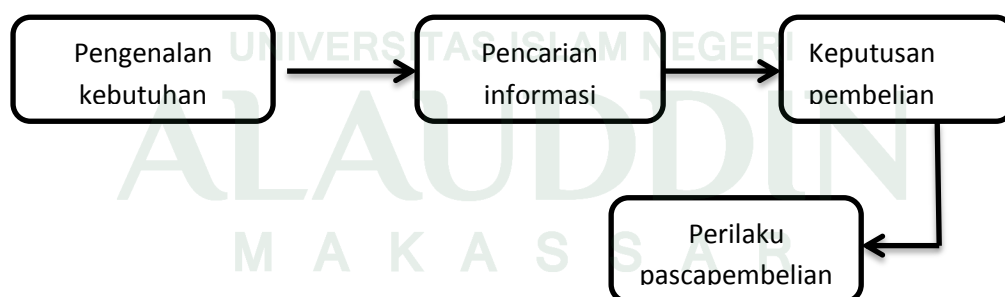 Pengenalan
kebutuhan
Pencarian
informasi
Keputusan
pembelian
Perilaku
pascapembelian
UNIVERSITAS ISLAM NEGERI
ALAUDDIN
MAKASSAR